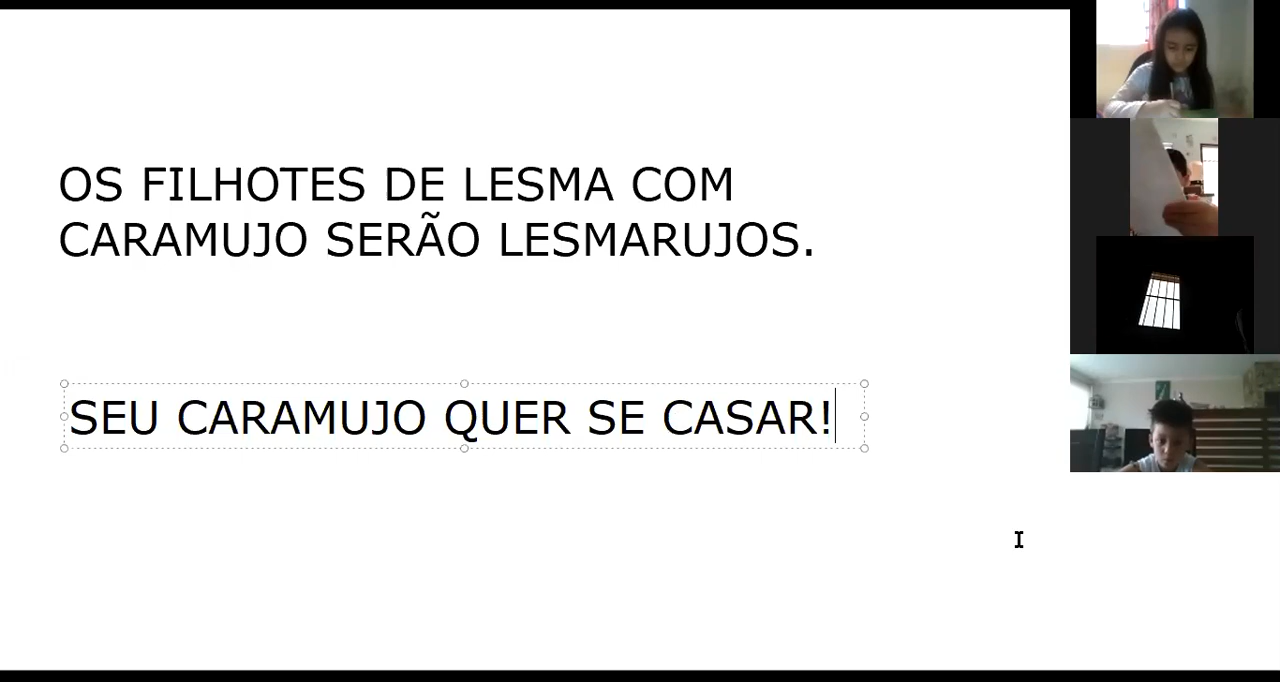 OS FILHOTES DE LESMA COM
CARAMUJO SERÃO LESMARUJOS.
SEU CARAMUJO QUER SE CASAR!